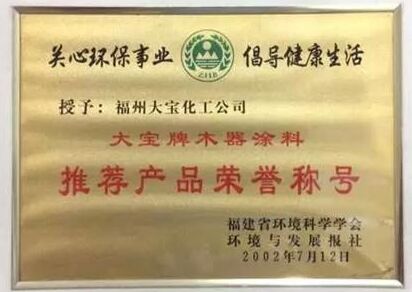 关心环保事业 倡导健康生活
授予：福州大宝化工公司
大宝牌木器涂料
推荐产品荣誉称号
福建省环境科学学会
环境与发展报社
2002年7月12日